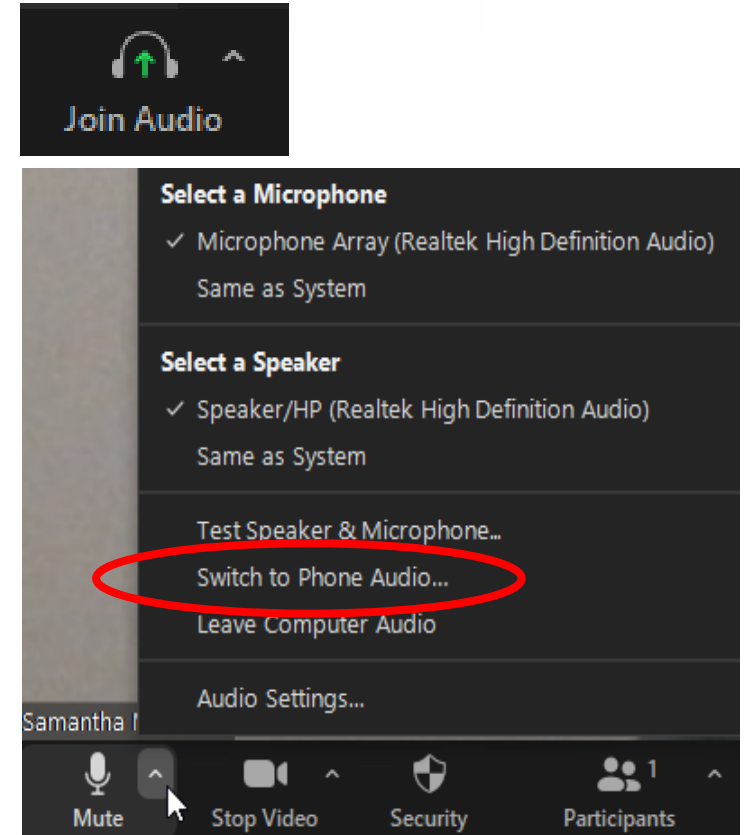 Join Audio
Select a Microphone
Microphone Array (Realtek High Definition Audio)
Same as System
Select a Speaker
Speaker/HP (Realtek High Definition Audio)
Same as System
Test Speaker & Microphone...
Switch to Phone Audio...
Leave Computer Audio
Audio Settings...
Samantha
1
Mute Stop Video Security Participants